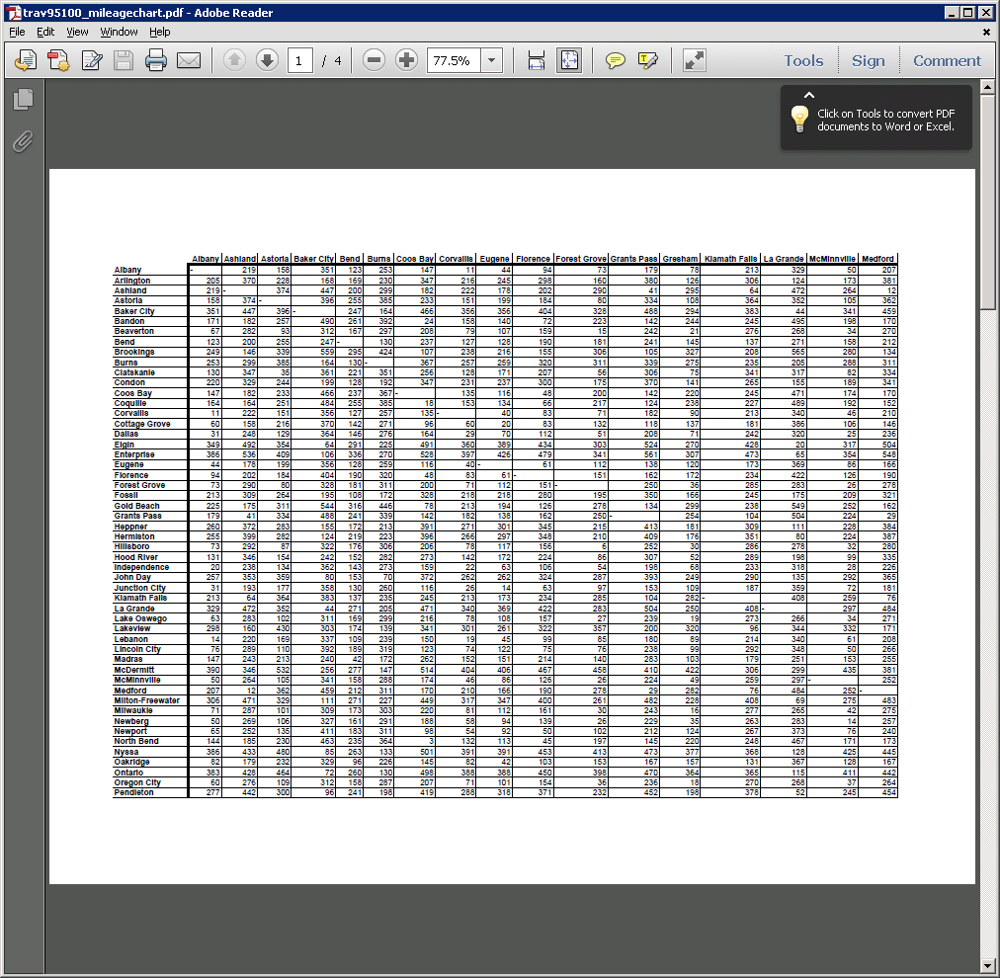 trav95100_mileagechart.pdf - Adobe Reader
File Edit View Window Help
1 / 4 77.5% Tools Sign Comment
Click on Tools to convert PDF
documents to Word or Excel.
Albany Ashland Astoria Baker City Bend Burns Coos Bay Corvallis Eugene Florence Forest Grove Grants Pass Gresham Klamath Falls La Grande McMinnville Medford
Albany - 219 158 351 123 253 147 11 44 94 73 179 78 213 329 50 207
Arlington 205 370 228 168 169 230 347 216 245 298 160 380 126 306 124 173 381
Ashland 219 - 374 447 200 299 182 222 178 202 290 41 295 64 472 264 12
Astoria 158 374 - 396 255 385 233 151 199 184 80 334 108 364 352 105 362
Baker City 351 447 396 - 247 164 466 356 356 404 328 488 294 383 44 341 459
Bandon 171 182 257 490 261 392 24 158 140 72 223 142 244 245 495 198 170
Beaverton 67 282 93 312 167 297 208 79 107 159 15 242 21 276 268 34 270
Bend 123 200 255 247 - 130 237 127 128 190 181 241 145 137 271 158 212
Brookings 249 146 339 559 295 424 107 238 216 155 306 105 327 208 565 280 134
Burns 253 299 385 164 130 - 367 257 259 320 311 339 275 235 205 288 311
Clatskanie 130 347 35 361 221 351 256 128 171 207 56 306 75 341 317 82 334
Condon 220 329 244 199 128 192 347 231 237 300 175 370 141 265 155 189 341
Coos Bay 147 182 233 466 237 367 - 135 116 48 200 142 220 245 471 174 170
Coquille 164 164 251 484 255 385 18 153 134 66 217 124 238 227 489 192 152
Corvallis 11 222 151 356 127 257 135 - 40 83 71 182 90 213 340 46 210
Cottage Grove 60 158 216 370 142 271 96 60 20 83 132 118 137 181 386 106 146
Dallas 31 248 129 364 146 276 164 29 70 112 51 208 71 242 320 25 236
Elgin 349 492 354 64 291 225 491 360 389 434 303 524 270 428 20 317 504
Enterprise 386 536 409 106 336 270 528 397 426 479 341 561 307 473 65 354 548
Eugene 44 178 199 356 128 259 116 40 - 61 112 138 120 173 369 86 166
Florence 94 202 184 404 190 320 48 83 61 - 151 162 172 234 422 126 190
Forest Grove 73 290 80 328 181 311 200 71 112 151 - 250 36 285 283 26 278
Fossil 213 309 264 195 108 172 328 218 218 280 195 350 166 245 175 209 321
Gold Beach 225 175 311 544 316 446 78 213 194 126 278 134 299 238 549 252 162
Grants Pass 179 41 334 488 241 339 142 182 138 162 250 - 254 104 504 224 29
Heppner 260 372 283 155 172 213 391 271 301 345 215 413 181 309 111 228 384
Hermiston 255 399 282 124 219 223 396 266 297 348 210 409 176 351 80 224 387
Hillsboro 73 292 87 322 176 306 206 78 117 156 6 252 30 286 278 32 280
Hood River 131 346 154 242 152 282 273 142 172 224 86 307 52 289 198 99 335
Independence 20 238 134 362 143 273 159 22 63 106 54 198 68 233 318 28 226
John Day 257 353 359 80 153 70 372 262 262 324 287 393 249 290 135 292 365
Junction City 31 193 177 358 130 260 116 26 14 63 97 153 109 187 359 72 181
Klamath Falls 213 64 364 383 137 235 245 213 173 234 285 104 282 - 408 259 76
La Grande 329 472 352 44 271 205 471 340 369 422 283 504 250 408 - 297 484
Lake Oswego 63 283 102 311 169 299 216 78 108 157 27 239 19 273 266 34 271
Lakeview 298 160 430 303 174 139 341 301 261 322 357 200 320 96 344 332 171
Lebanon 14 220 169 337 109 239 150 19 45 99 85 180 89 214 340 61 208
Lincoln City 76 289 110 392 189 319 123 74 122 75 76 238 99 292 348 50 266
Madras 147 243 213 240 42 172 262 152 151 214 140 283 103 179 251 153 255
McDermitt 390 346 532 256 277 147 514 404 406 467 458 410 422 306 299 435 381
McMinnville 50 264 105 341 158 288 174 46 86 126 26 224 49 259 297 - 252
Medford 207 12 362 459 212 311 170 210 166 190 278 29 282 76 484 252 -
Milton-Freewater 306 471 329 111 271 227 449 317 347 400 261 482 228 408 69 275 483
Milwaukie 71 287 101 309 173 303 220 81 112 161 30 243 16 277 265 42 275
Newberg 50 269 106 327 161 291 188 58 94 139 26 229 35 263 283 14 257
Newport 65 252 135 411 183 311 98 54 92 50 102 212 124 267 373 76 240
North Bend 144 185 230 463 235 364 3 132 113 45 197 145 220 248 467 171 173
Nyssa 386 433 480 85 263 133 501 391 391 453 413 473 377 368 128 425 445
Oakridge 82 179 232 329 96 226 145 82 42 103 153 167 157 131 367 128 167
Ontario 383 428 464 72 260 130 498 388 388 450 398 470 364 365 115 411 442
Oregon City 60 276 109 312 158 287 207 71 101 154 36 236 18 270 268 37 264
Pendleton 277 442 300 96 241 198 419 288 318 371 232 452 198 378 52 245 454